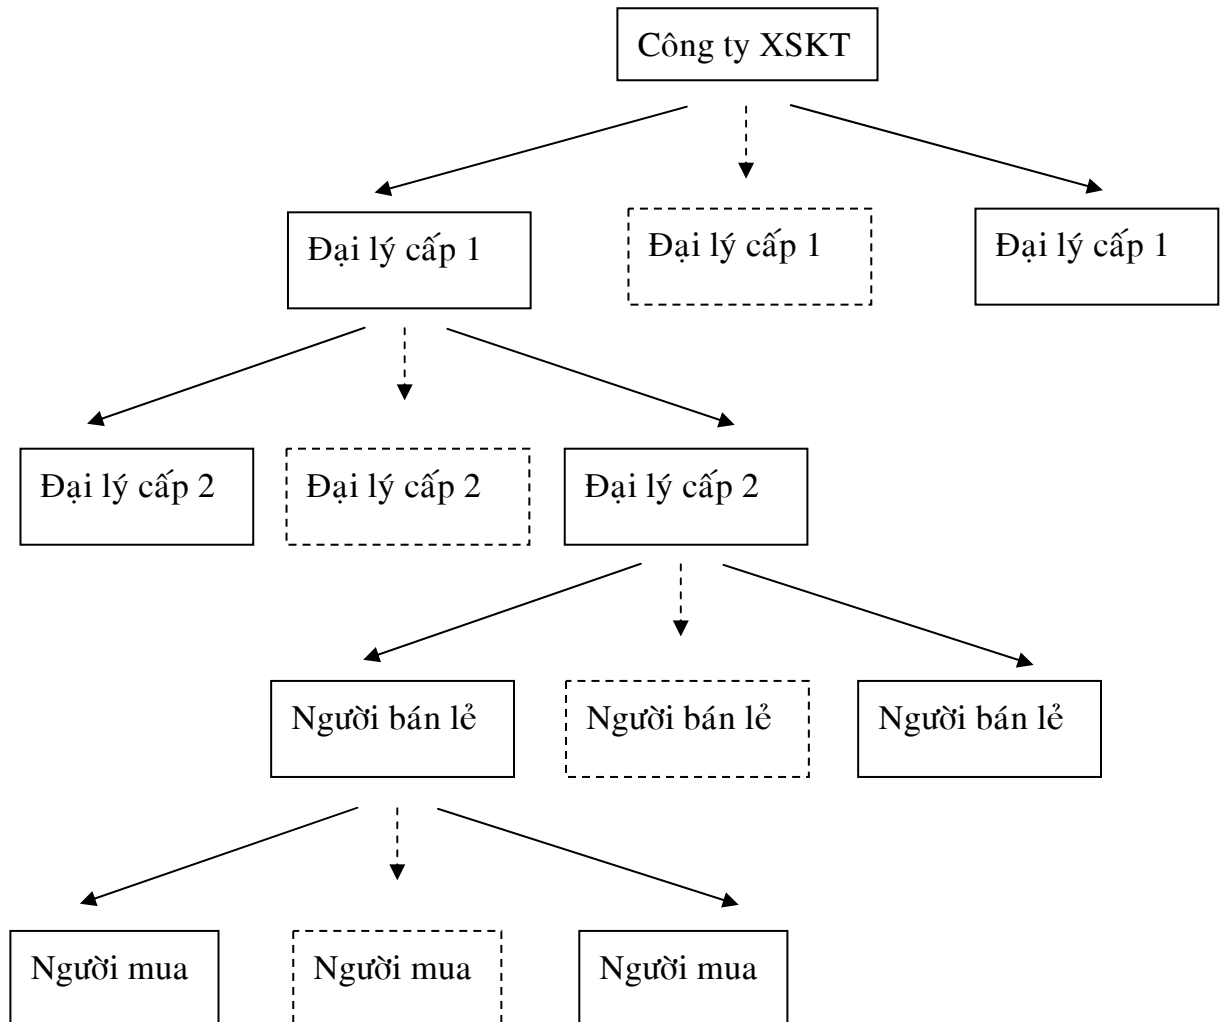 Công ty XSKT
Đại lý cấp 1
Đại lý cấp 1
Đại lý cấp 1
Đại lý cấp 2
Đại lý cấp 2
Đại lý cấp 2
Người bán lẻ
Người bán lẻ
Người bán lẻ
Người mua
Người mua
Người mua